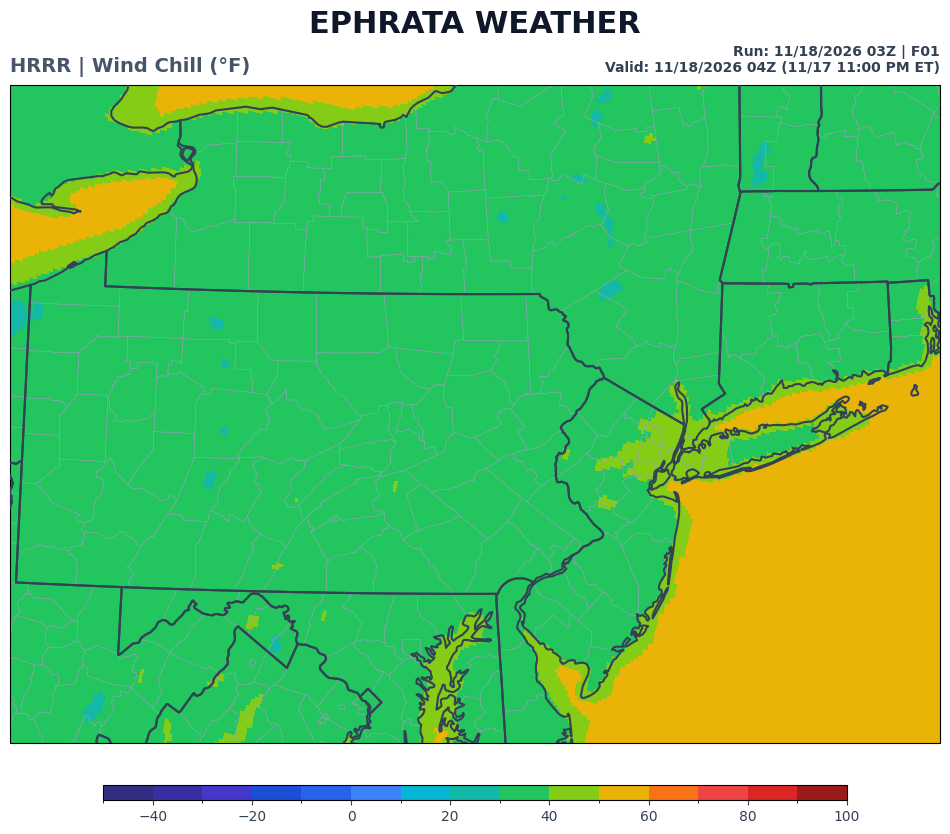 EPHRATA WEATHER
HRRR | Wind Chill (°F)
Run: 11/18/2026 03Z | F01
Valid: 11/18/2026 04Z (11/17 11:00 PM ET)
−40 −20 0 20 40 60 80 100